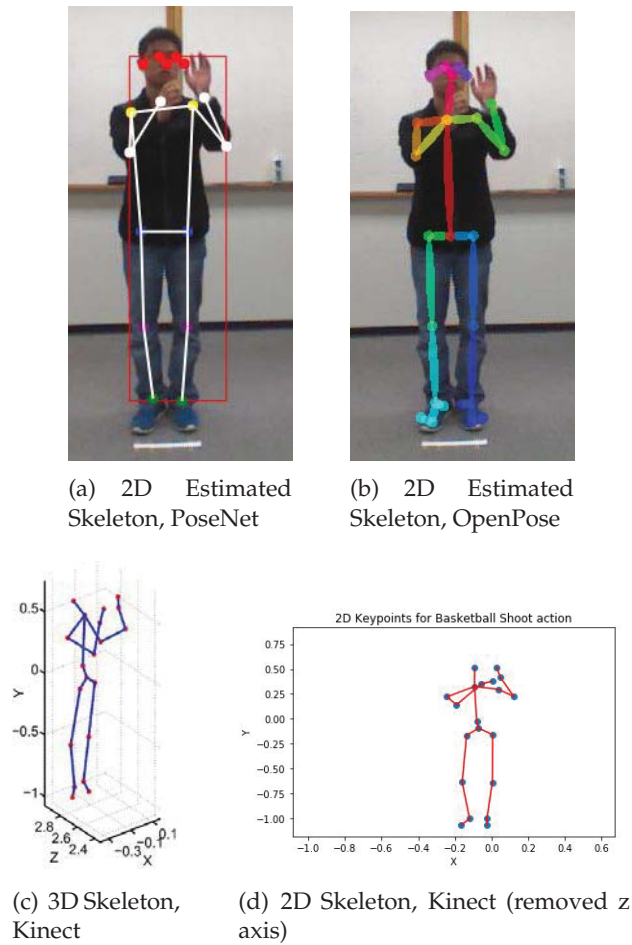 (a) 2D Estimated
Skeleton, PoseNet
(b) 2D Estimated
Skeleton, OpenPose
0.5
0
−0.5
−1
Y
2.8
2.6
2.4
Z
−0.3
−0.1
0.1
X
(c) 3D Skeleton,
Kinect
2D Keypoints for Basketball Shoot action
0.75
0.50
0.25
0.00
−0.25
−0.50
−0.75
−1.00
Y
−1.0 −0.8 −0.6 −0.4 −0.2 0.0 0.2 0.4 0.6
X
(d) 2D Skeleton, Kinect (removed z
axis)